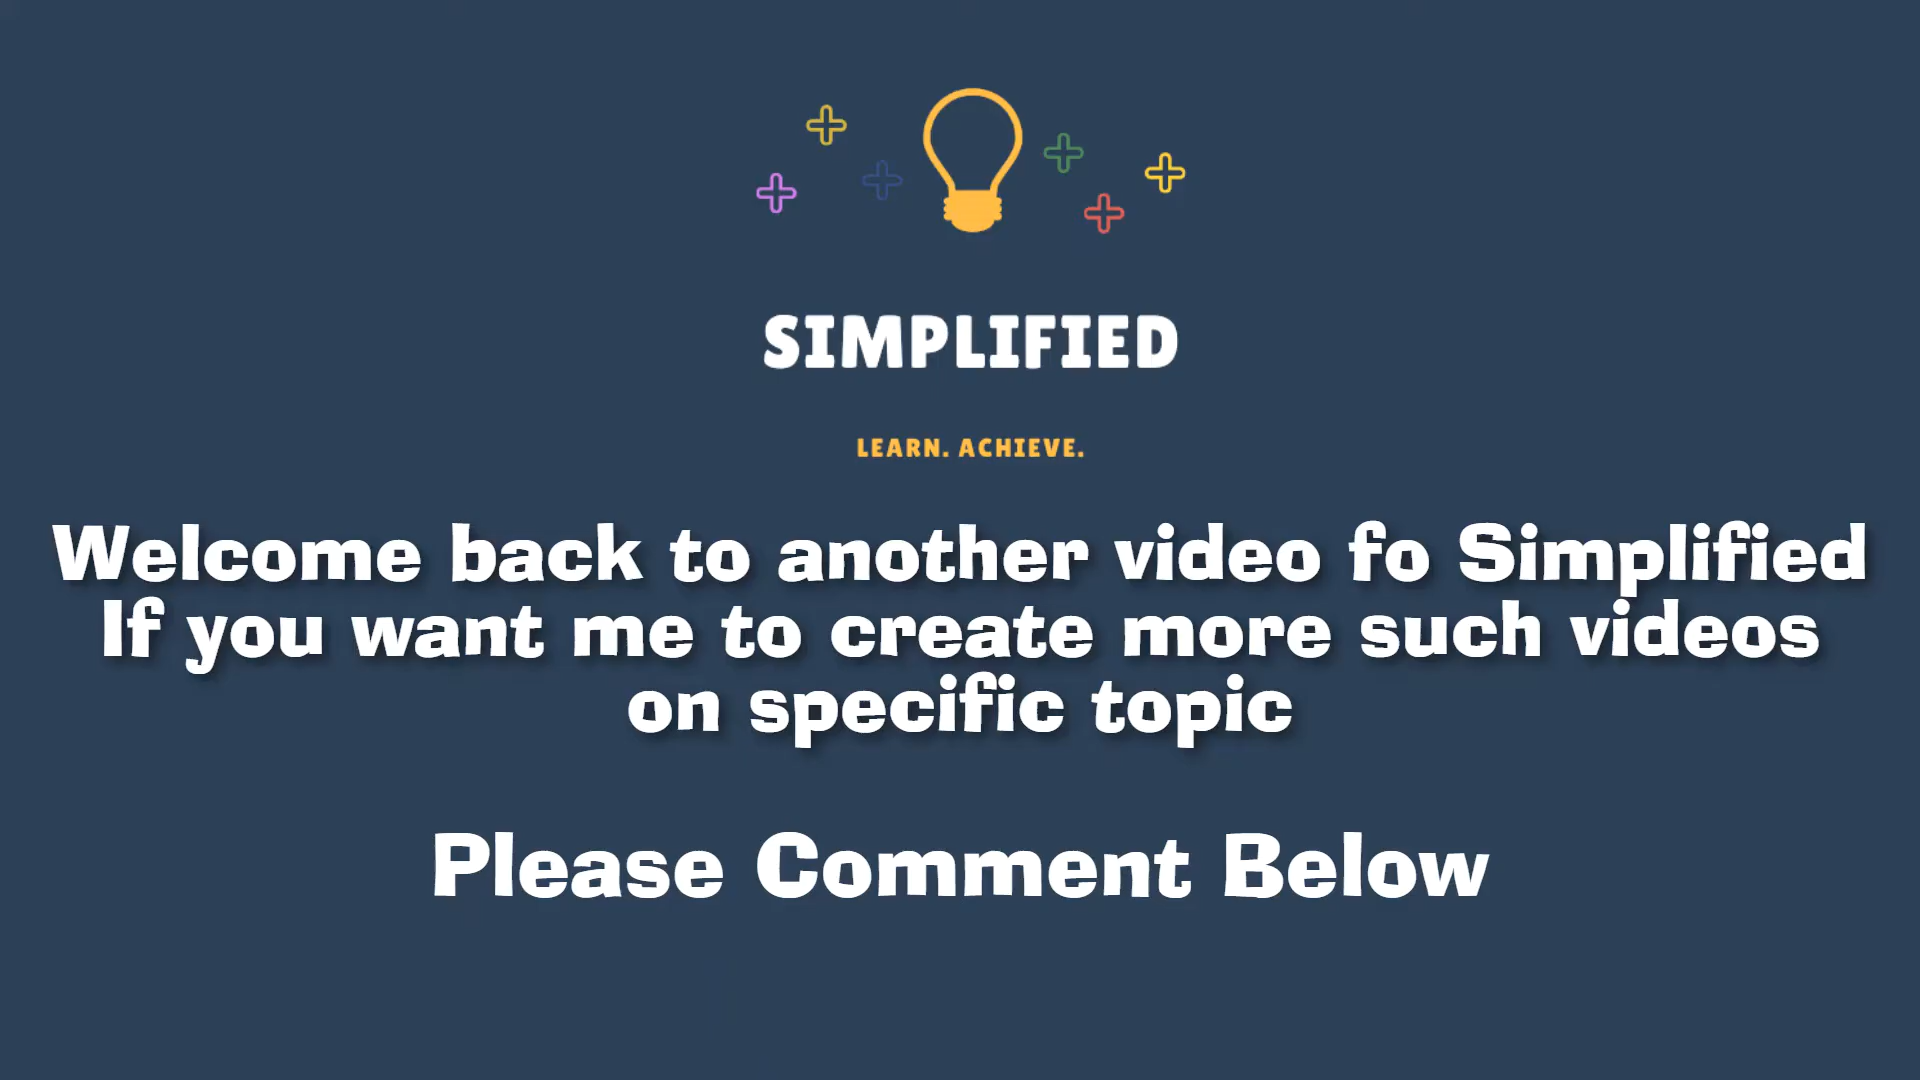 SIMPLIFIED
LEARN. ACHIEVE.
Welcome back to another video fo Simplified
If you want me to create more such videos
on specific topic
Please Comment Below